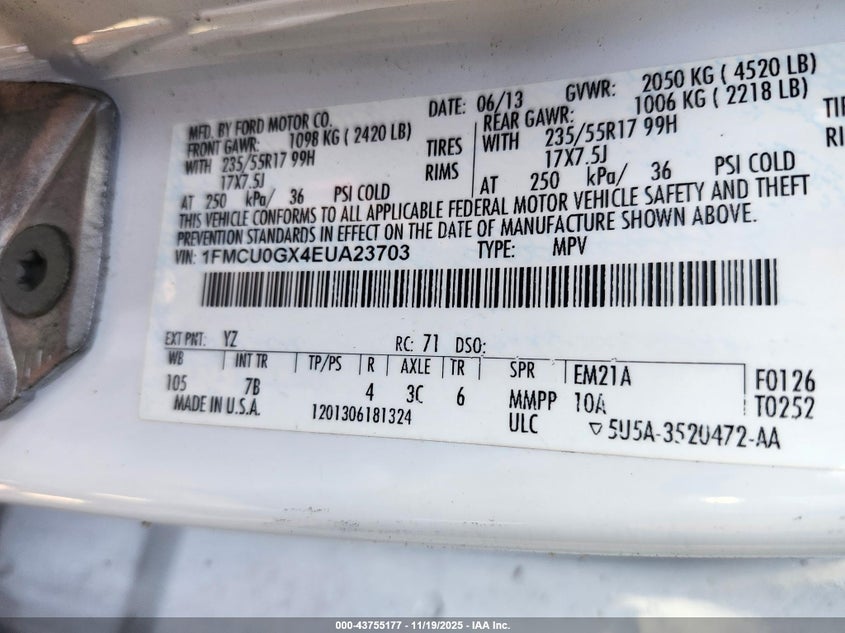 MFD. BY FORD MOTOR CO. DATE: 06/13 GVWR: 2050 KG ( 4520 LB)
FRONT GAWR: 1098 KG ( 2420 LB) REAR GAWR: 1006 KG ( 2218 LB)
WITH 235/55R17 99H TIRES WITH 235/55R17 99H
17X7.5J RIMS 17X7.5J
AT 250 kPa/ 36 PSI COLD AT 250 kPa/ 36 PSI COLD
THIS VEHICLE CONFORMS TO ALL APPLICABLE FEDERAL MOTOR VEHICLE SAFETY AND THEFT
PREVENTION STANDARDS IN EFFECT ON THE DATE OF MANUFACTURE SHOWN ABOVE.
VIN: 1FMCU0GX4EUA23703 TYPE: MPV
EXT PNT: YZ RC: 71 DSO:
WB INT TR TP/PS R AXLE TR SPR EM21A F0126
105 7B 4 3C 6 MMPP 10A T0252
MADE IN U.S.A. 1201306181324 ULC ▽5U5A-3520472-AA
000-43755177 - 11/19/2025 - IAA Inc.